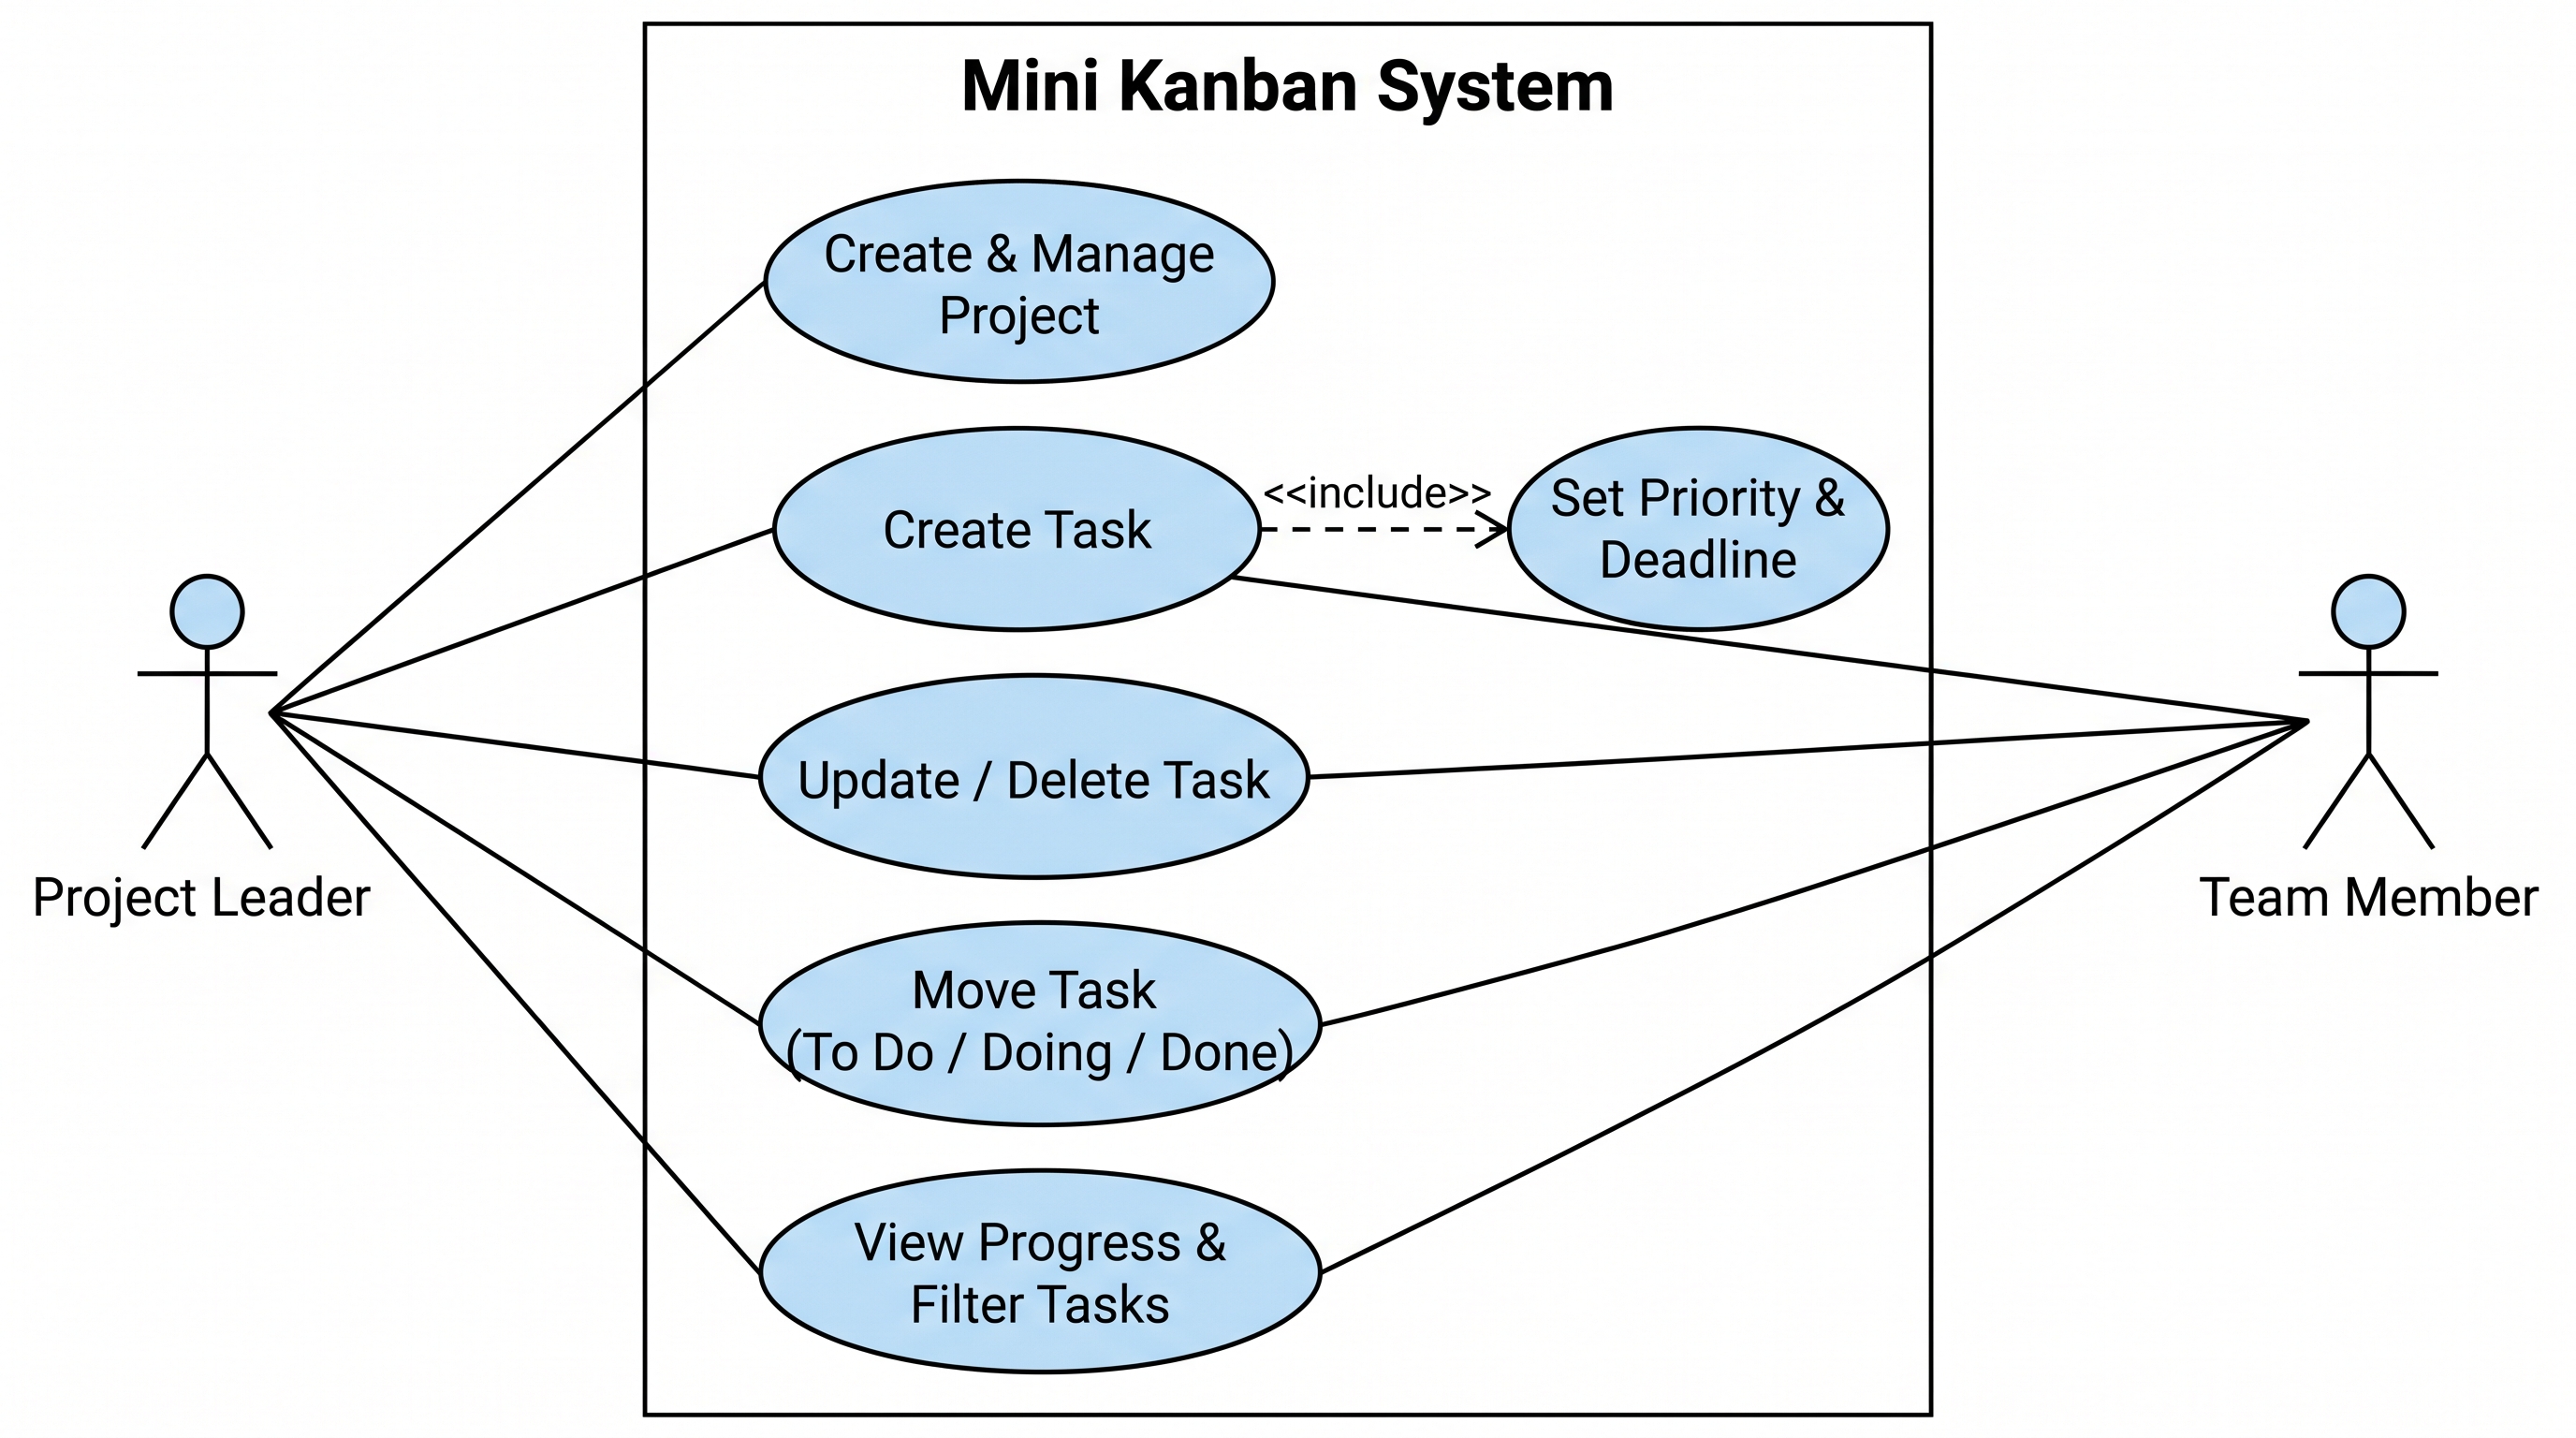 Mini Kanban System
Create & Manage
Project
Create Task
<<include>>
Set Priority &
Deadline
Update / Delete Task
Project Leader
Team Member
Move Task
(To Do / Doing / Done)
View Progress &
Filter Tasks